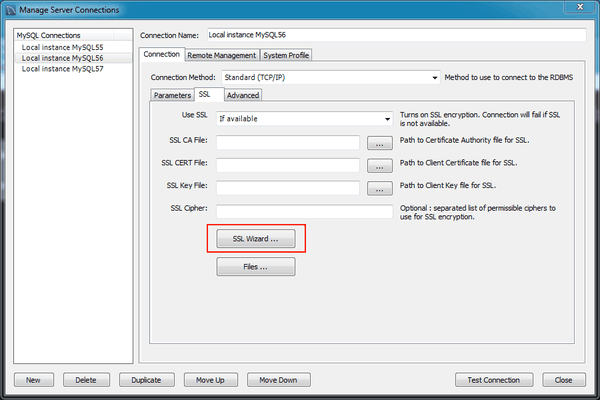 Manage Server Connections
MySQL Connections
Local instance MySQL55
Local instance MySQL56
Local instance MySQL57
Connection Name: Local instance MySQL56
Connection Remote Management System Profile
Connection Method: Standard (TCP/IP) Method to use to connect to the RDBMS
Parameters SSL Advanced
Use SSL If available Turns on SSL encryption. Connection will fail if SSL
is not available.
SSL CA File: ... Path to Certificate Authority file for SSL.
SSL CERT File: ... Path to Client Certificate file for SSL.
SSL Key File: ... Path to Client Key file for SSL.
SSL Cipher: Optional : separated list of permissible ciphers to
use for SSL encryption.
SSL Wizard ...
Files ...
New Delete Duplicate Move Up Move Down Test Connection Close